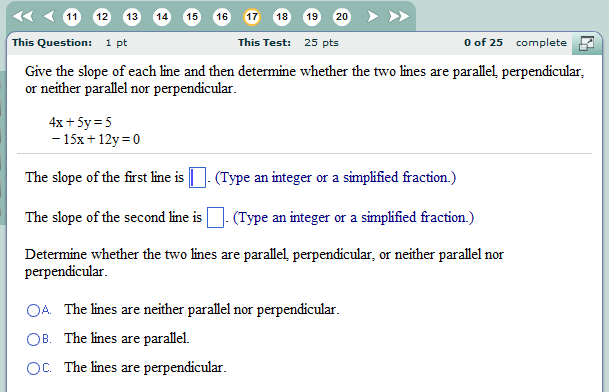 11 12 13 14 15 16 17 18 19 20
This Question: 1 pt This Test: 25 pts 0 of 25 complete
Give the slope of each line and then determine whether the two lines are parallel, perpendicular,
or neither parallel nor perpendicular.
4x + 5y = 5
− 15x + 12y = 0
The slope of the first line is . (Type an integer or a simplified fraction.)
The slope of the second line is . (Type an integer or a simplified fraction.)
Determine whether the two lines are parallel, perpendicular, or neither parallel nor
perpendicular.
A. The lines are neither parallel nor perpendicular.
B. The lines are parallel.
C. The lines are perpendicular.